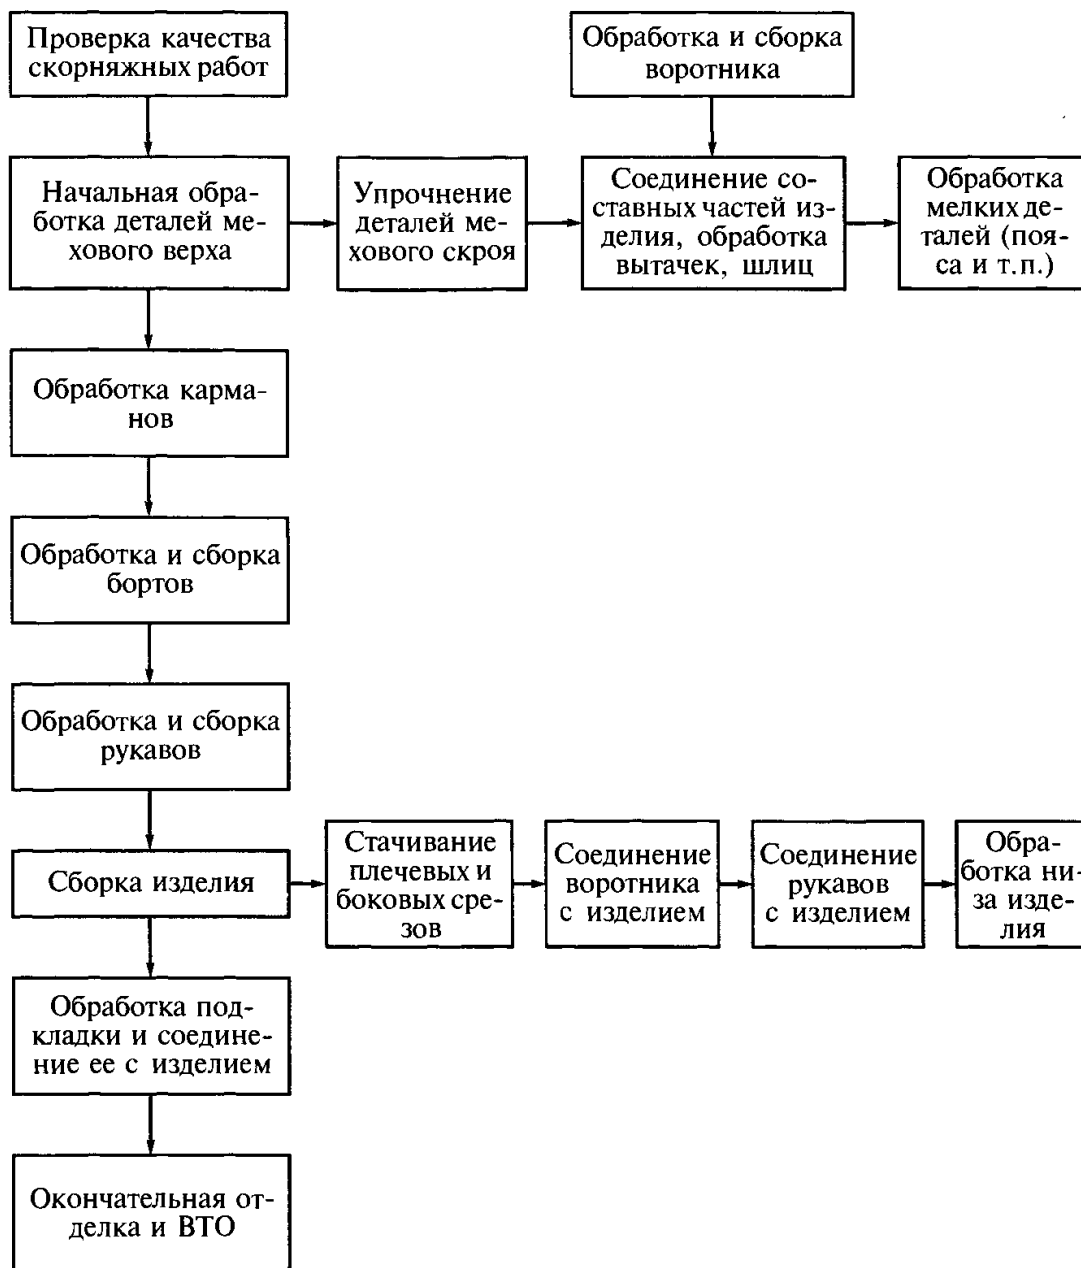 Проверка качества
скорняжных работ
Обработка и сборка
воротника
Начальная обра-
ботка деталей ме-
хового верха
Упрочнение
деталей ме-
хового скроя
Соединение со-
ставных частей из-
делия, обработка
вытачек, шлиц
Обработка
мелких де-
талей (поя-
са и т.п.)
Обработка карма-
нов
Обработка и сборка
бортов
Обработка и сборка
рукавов
Сборка изделия
Стачивание
плечевых и
боковых сре-
зов
Соединение
воротника
с изделием
Соединение
рукавов
с изделием
Обра-
ботка ни-
за изде-
лия
Обработка под-
кладки и соедине-
ние ее с изделием
Окончательная от-
делка и ВТО